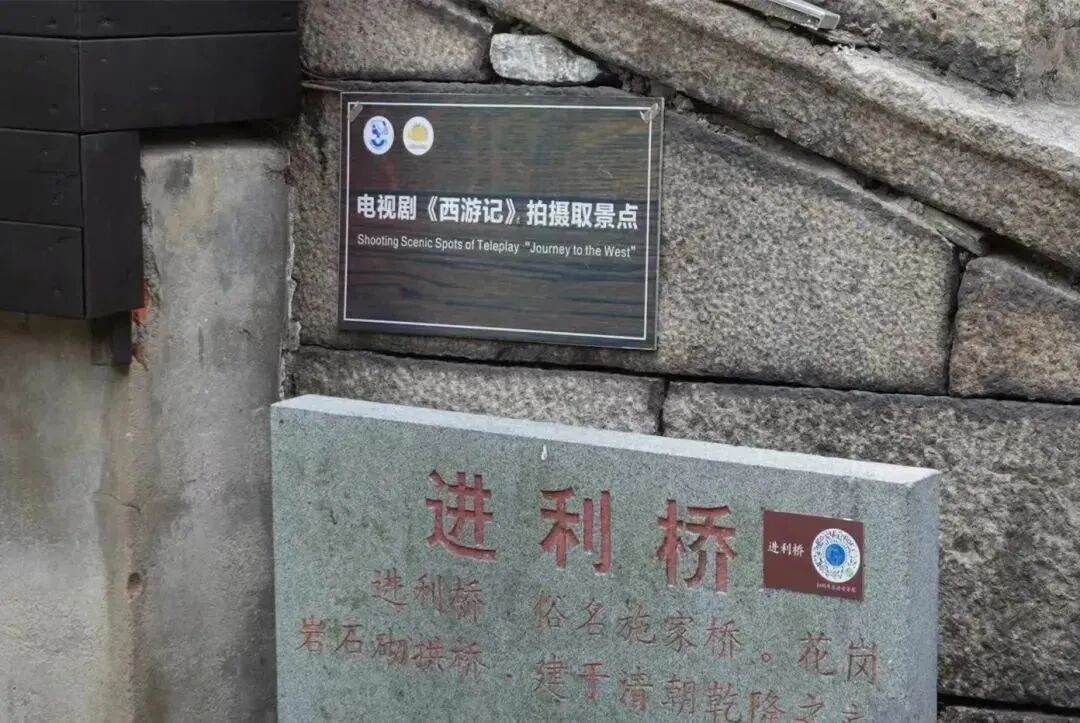 电视剧《西游记》拍摄取景点
Shooting Scenic Spots of Teleplay “Journey to the West”
进利桥
进利桥
进利桥 俗名施家桥。花岗
岩石砌拱桥 建于清朝乾隆之